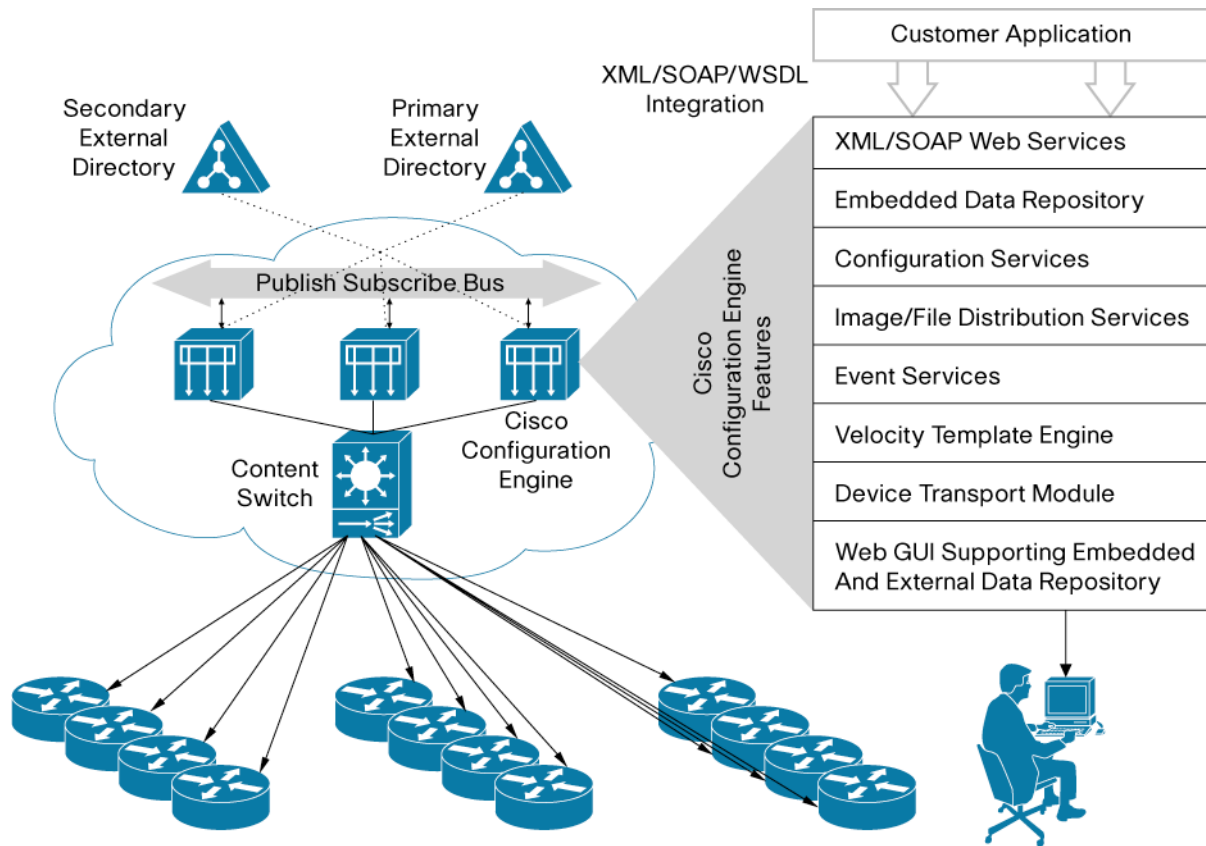 Customer Application
XML/SOAP/WSDL
Integration
Secondary
External
Directory
Primary
External
Directory
Publish Subscribe Bus
Cisco
Configuration
Engine
Content
Switch
Cisco
Configuration Engine
Features
XML/SOAP Web Services
Embedded Data Repository
Configuration Services
Image/File Distribution Services
Event Services
Velocity Template Engine
Device Transport Module
Web GUI Supporting Embedded
And External Data Repository